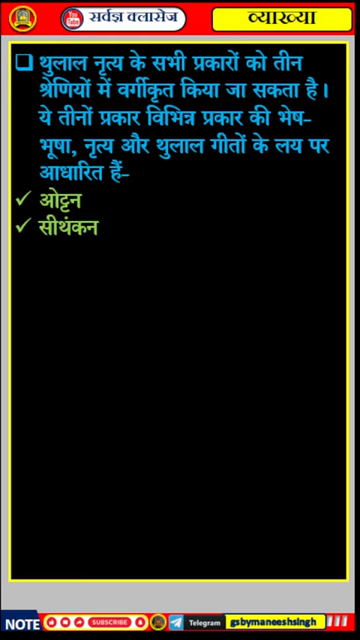 सर्वज्ञ क्लासेज
व्याख्या
थुलाल नृत्य के सभी प्रकारों को तीन
श्रेणियों में वर्गीकृत किया जा सकता है।
ये तीनों प्रकार विभिन्न प्रकार की भेष-
भूषा, नृत्य और थुलाल गीतों के लय पर
आधारित हैं-
✓ ओट्टन
✓ सीथंकन
NOTE SUBSCRIBE Telegram gsbymaneeshsingh